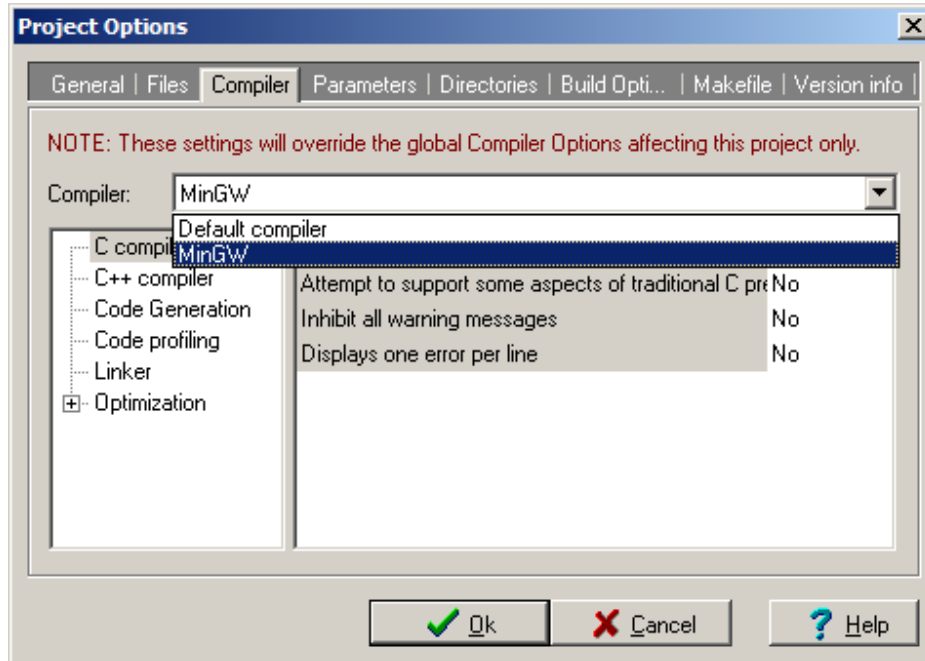 Project Options
General | Files Compiler Parameters | Directories | Build Opti... | Makefile | Version info |
NOTE: These settings will override the global Compiler Options affecting this project only.
Compiler: MinGW
Default compiler
MinGW
C compil
C++ compiler
Code Generation
Code profiling
Linker
Optimization
Attempt to support some aspects of traditional C pre No
Inhibit all warning messages No
Displays one error per line No
Ok Cancel Help